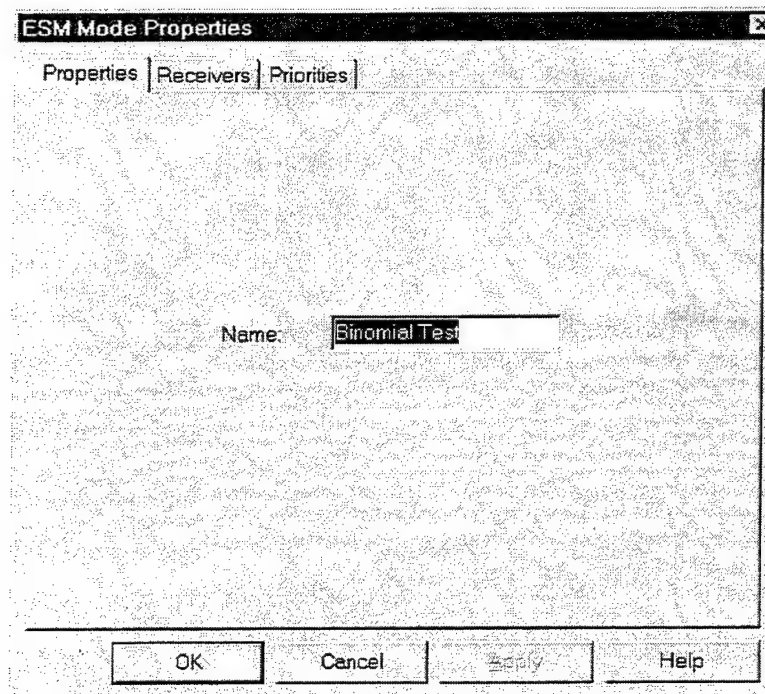 ESM Mode Properties
Properties Receivers Priorities
Name: Binomial Test
OK Cancel Apply Help